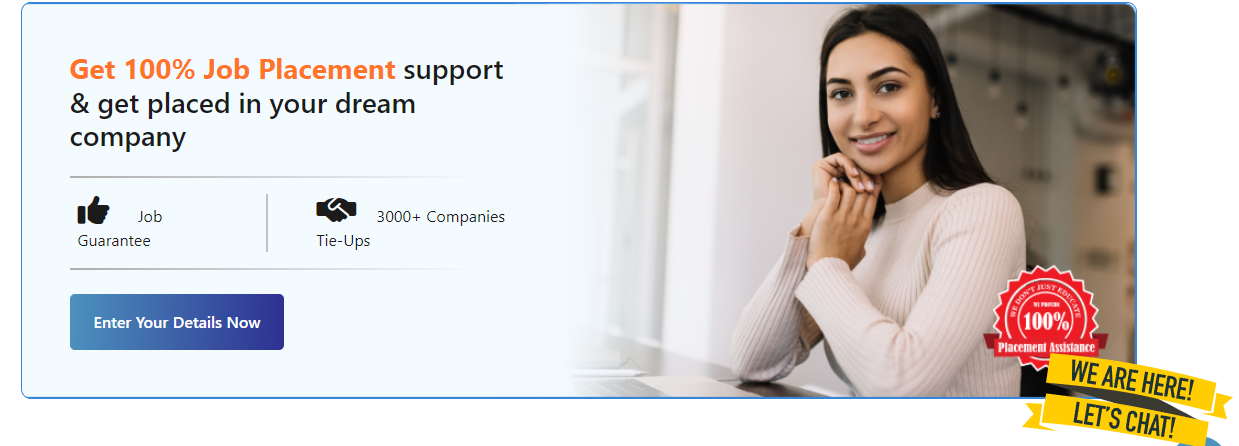 Get 100% Job Placement support
& get placed in your dream
company
Job
Guarantee
3000+ Companies
Tie-Ups
Enter Your Details Now
WE DON'T JUST EDUCATE
WE PROVIDE
100%
Placement Assistance
WE ARE HERE!
LET'S CHAT!